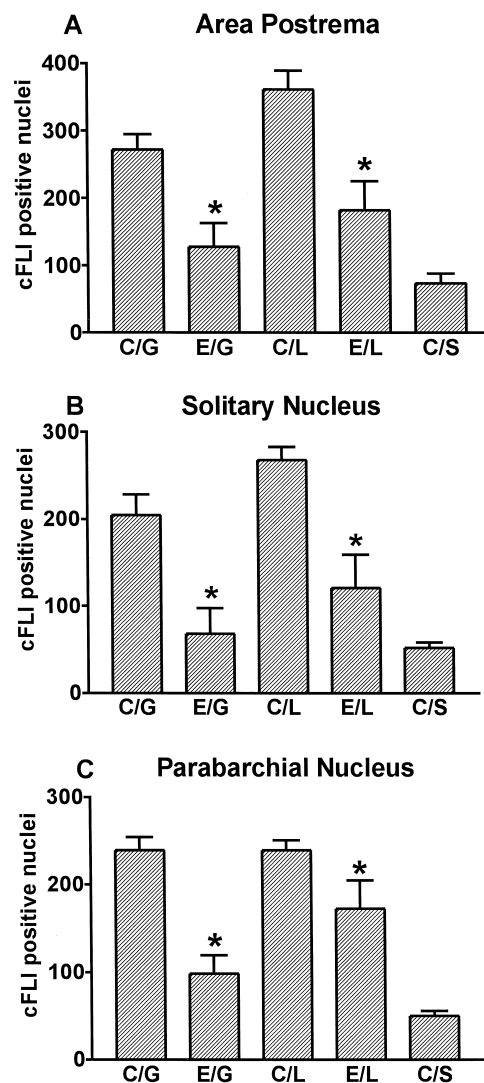 A Area Postrema
cFLI positive nuclei
400
300
200
100
0
* *
C/G E/G C/L E/L C/S
B Solitary Nucleus
cFLI positive nuclei
300
200
100
0
* *
C/G E/G C/L E/L C/S
C Parabarchial Nucleus
cFLI positive nuclei
300
200
100
0
* *
C/G E/G C/L E/L C/S